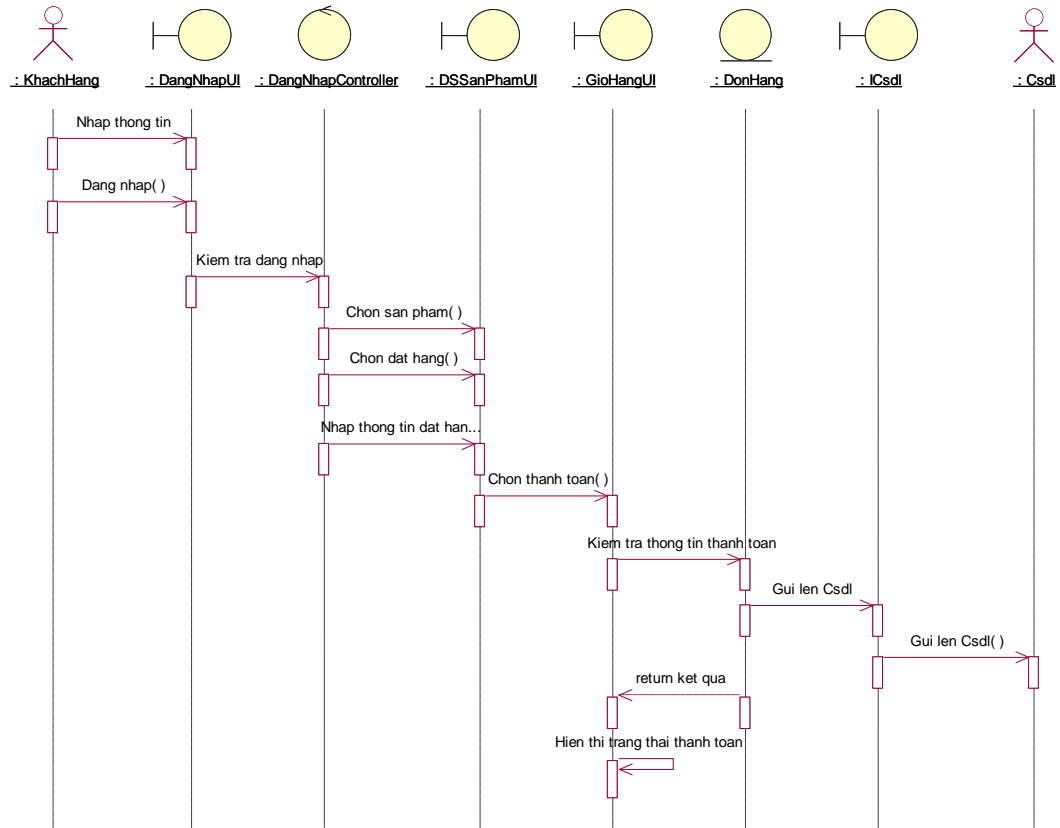 : KhachHang
: DangNhapUI
: DangNhapController
: DSSanPhamUI
: GioHangUI
: DonHang
: ICsdl
: Csdl
Nhap thong tin
Dang nhap( )
Kiem tra dang nhap
Chon san pham( )
Chon dat hang( )
Nhap thong tin dat han...
Chon thanh toan( )
Kiem tra thong tin thanh toan
Gui len Csdl
Gui len Csdl( )
return ket qua
Hien thi trang thai thanh toan